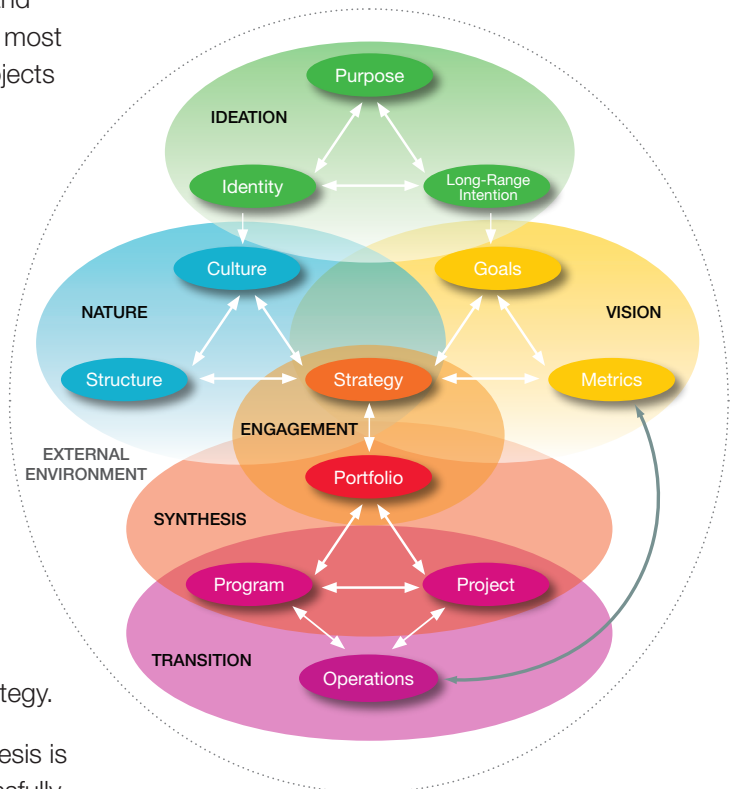 most
jects
Purpose
IDEATION
Identity
Long-Range
Intention
Culture
Goals
NATURE
VISION
Structure
Strategy
Metrics
ENGAGEMENT
EXTERNAL
ENVIRONMENT
Portfolio
SYNTHESIS
Program
Project
TRANSITION
Operations
tegy.
esis is